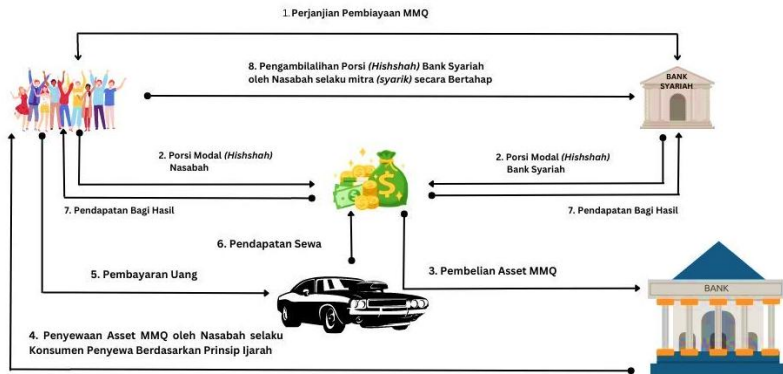 1. Perjanjian Pembiayaan MMQ
8. Pengambilalihan Porsi (Hishshah) Bank Syariah
oleh Nasabah selaku mitra (syarik) secara Bertahap
BANK
SYARIAH
2. Porsi Modal (Hishshah)
Nasabah
2. Porsi Modal (Hishshah)
Bank Syariah
$
7. Pendapatan Bagi Hasil
7. Pendapatan Bagi Hasil
6. Pendapatan Sewa
5. Pembayaran Uang
3. Pembelian Asset MMQ
BANK
4. Penyewaan Asset MMQ oleh Nasabah selaku
Konsumen Penyewa Berdasarkan Prinsip Ijarah